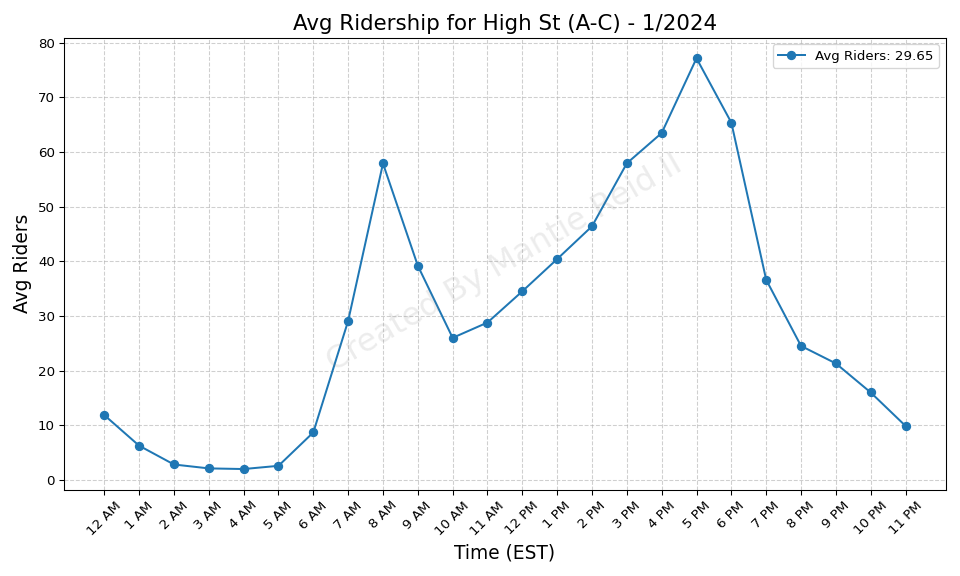 Avg Ridership for High St (A-C) - 1/2024
Avg Riders: 29.65
Avg Riders
80
70
60
50
40
30
20
10
0
Created By Mantie Reid II
12 AM
1 AM
2 AM
3 AM
4 AM
5 AM
6 AM
7 AM
8 AM
9 AM
10 AM
11 AM
12 PM
1 PM
2 PM
3 PM
4 PM
5 PM
6 PM
7 PM
8 PM
9 PM
10 PM
11 PM
Time (EST)